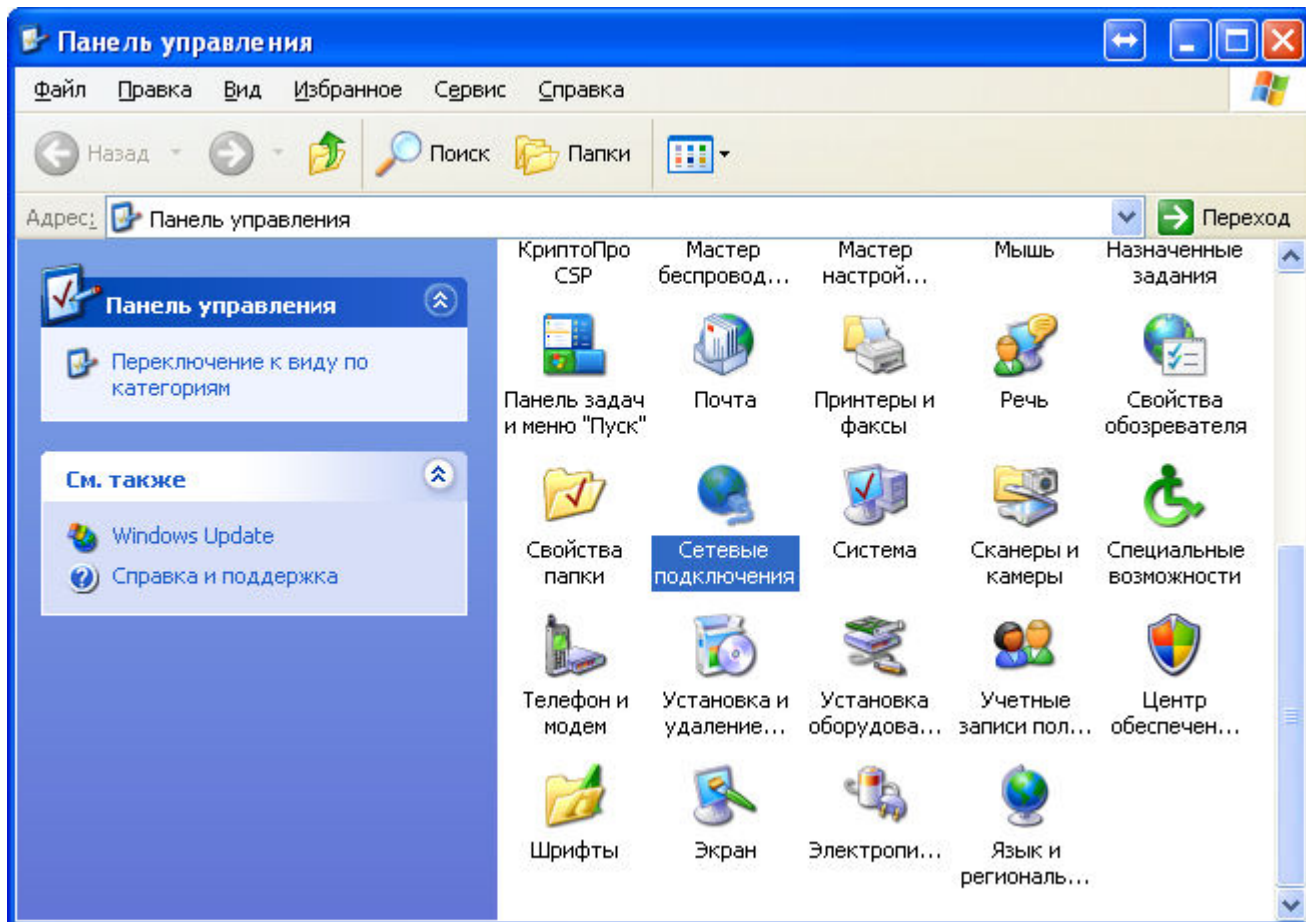 Панель управления
Файл Правка Вид Избранное Сервис Справка
Назад Поиск Папки
Адрес: Панель управления Переход
Панель управления
Переключение к виду по
категориям
См. также
Windows Update
Справка и поддержка
КриптоПро
CSP
Мастер
беспровод...
Мастер
настрой...
Мышь
Назначенные
задания
Панель задач
и меню "Пуск"
Почта
Принтеры и
факсы
Речь
Свойства
обозревателя
Свойства
папки
Сетевые
подключения
Система
Сканеры и
камеры
Специальные
возможности
Телефон и
модем
Установка и
удаление...
Установка
оборудова...
Учетные
записи пол...
Центр
обеспечен...
Шрифты
Экран
Электропи...
Язык и
региональ...